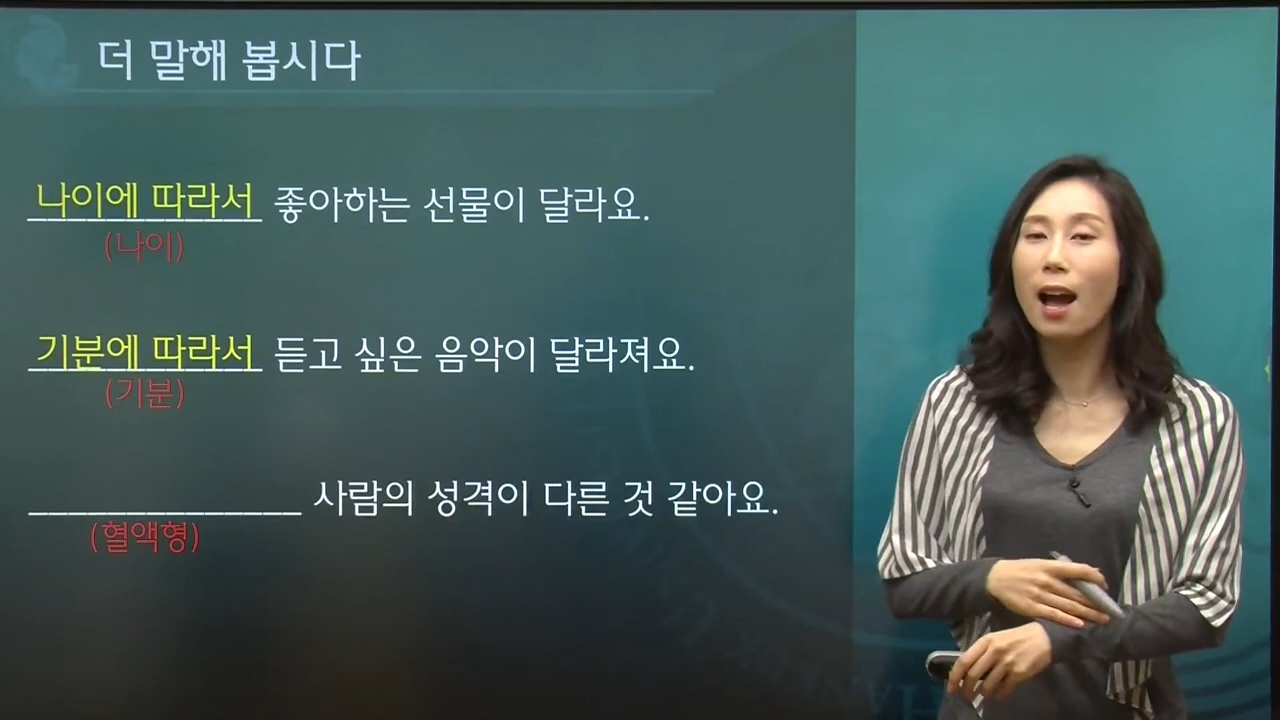 더 말해 봅시다
나이에 따라서 좋아하는 선물이 달라요.
(나이)
기분에 따라서 듣고 싶은 음악이 달라져요.
(기분)
______________ 사람의 성격이 다른 것 같아요.
(혈액형)